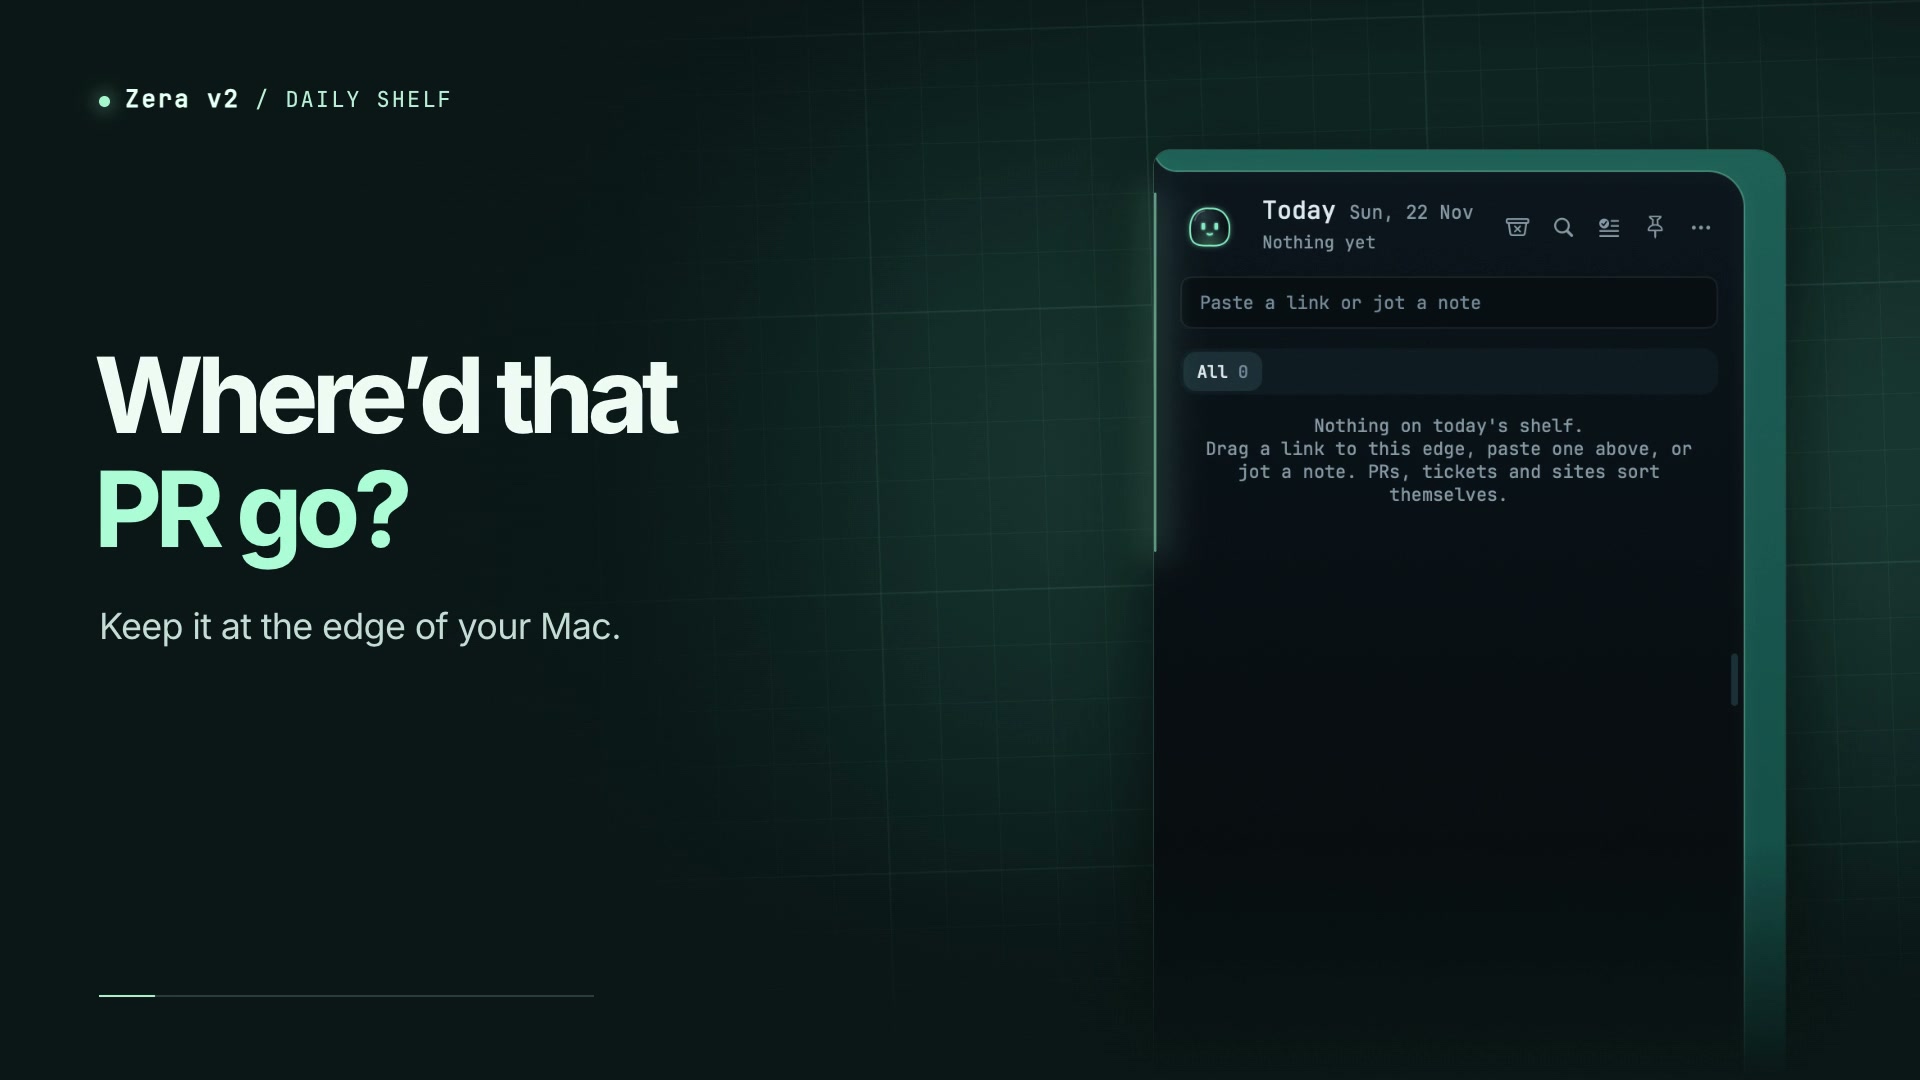 Zera v2 / DAILY SHELF
Where’d that
PR go?
Keep it at the edge of your Mac.
Today Sun, 22 Nov
Nothing yet
Paste a link or jot a note
All 0
Nothing on today's shelf.
Drag a link to this edge, paste one above, or
jot a note. PRs, tickets and sites sort
themselves.